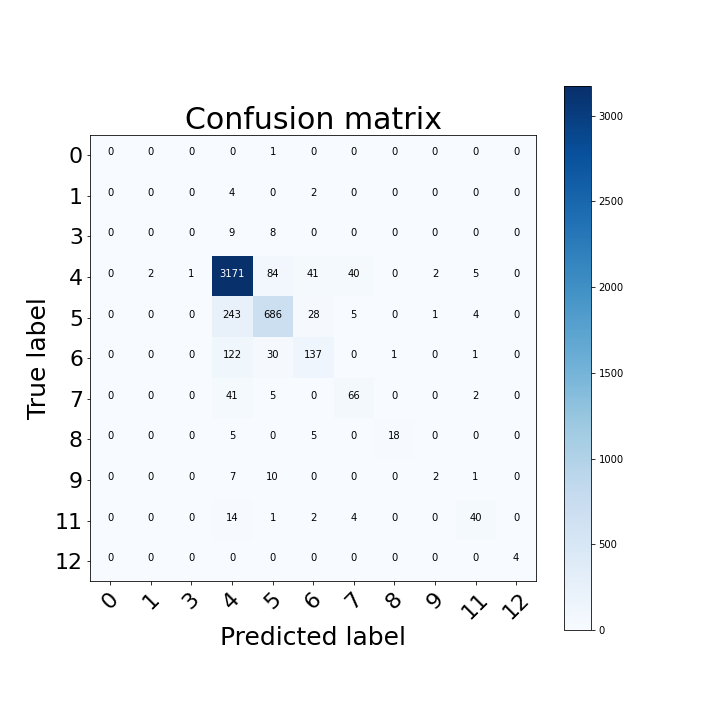 Confusion matrix
True label
0 0 0 0 0 1 0 0 0 0 0 0
1 0 0 0 4 0 2 0 0 0 0 0
3 0 0 0 9 8 0 0 0 0 0 0
4 0 2 1 3171 84 41 40 0 2 5 0
5 0 0 0 243 686 28 5 0 1 4 0
6 0 0 0 122 30 137 0 1 0 1 0
7 0 0 0 41 5 0 66 0 0 2 0
8 0 0 0 5 0 5 0 18 0 0 0
9 0 0 0 7 10 0 0 0 2 1 0
11 0 0 0 14 1 2 4 0 0 40 0
12 0 0 0 0 0 0 0 0 0 0 4
0 1 3 4 5 6 7 8 9 11 12
Predicted label
3000
2500
2000
1500
1000
500
0